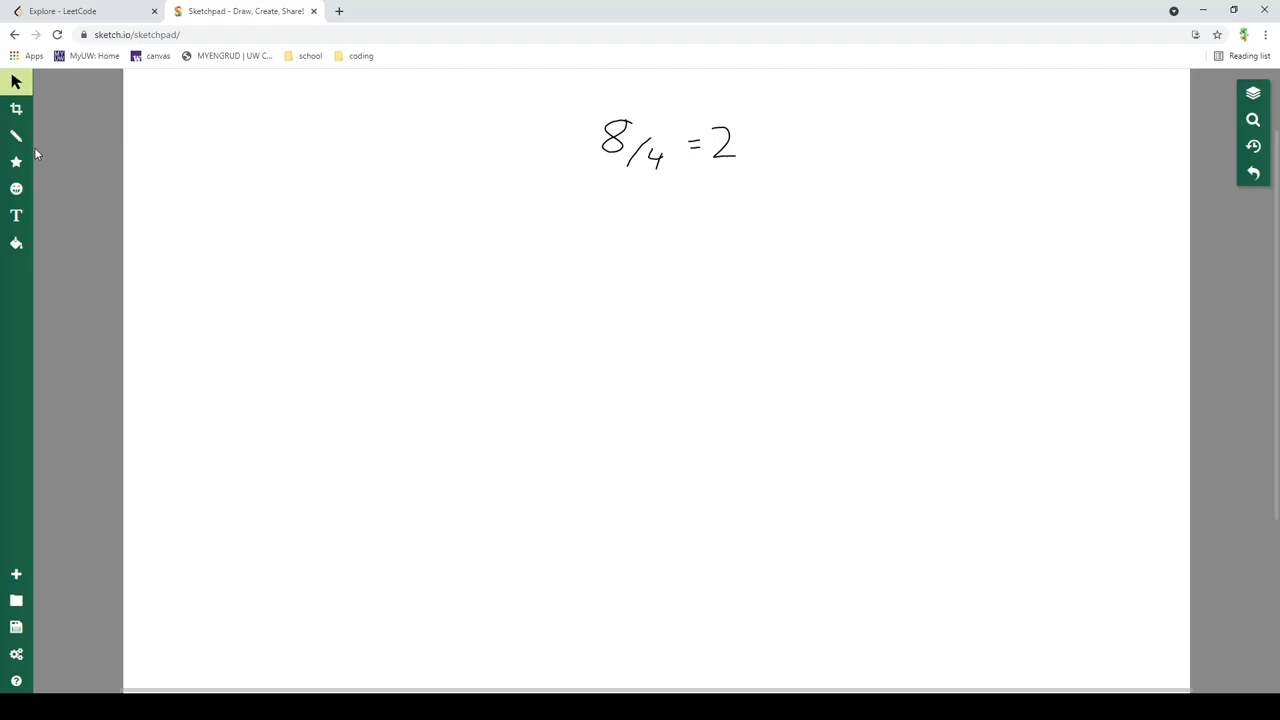 Explore - LeetCode
Sketchpad - Draw, Create, Share!
sketch.io/sketchpad/
Apps MyUW: Home canvas MYENGRUD | UW C... school coding Reading list
8/4 = 2
T